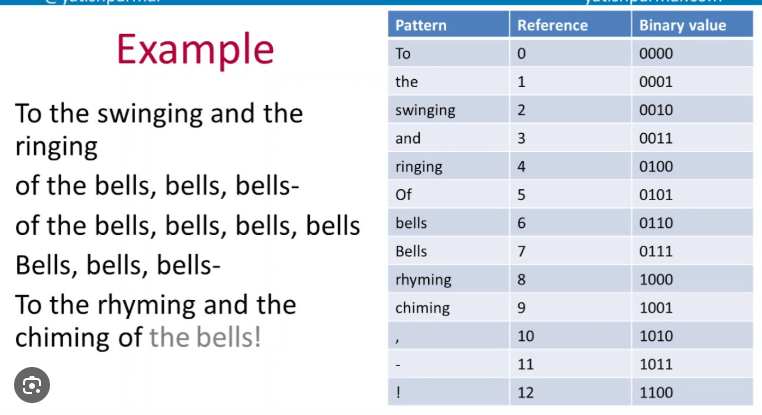 Example
To the swinging and the
ringing
of the bells, bells, bells-
of the bells, bells, bells, bells
Bells, bells, bells-
To the rhyming and the
chiming of the bells!
Pattern Reference Binary value
To 0 0000
the 1 0001
swinging 2 0010
and 3 0011
ringing 4 0100
Of 5 0101
bells 6 0110
Bells 7 0111
rhyming 8 1000
chiming 9 1001
, 10 1010
- 11 1011
! 12 1100